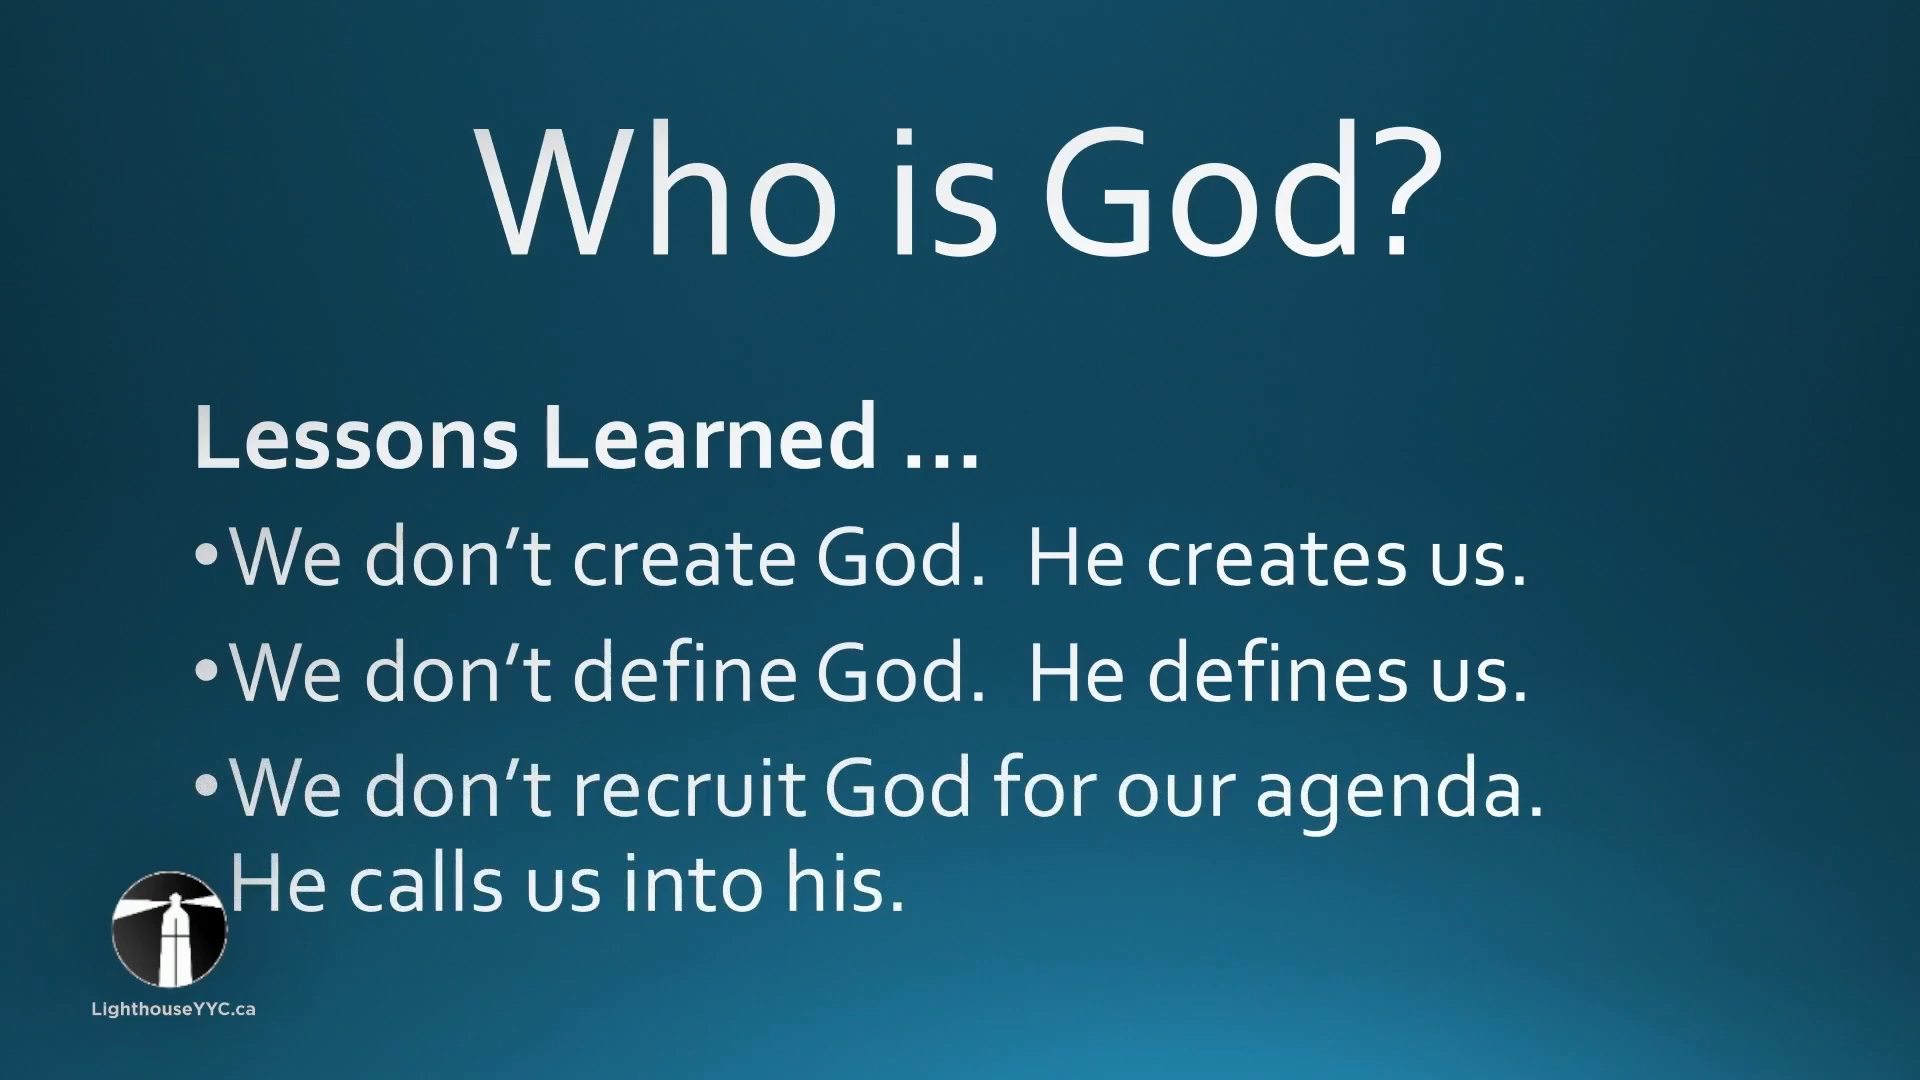 Who is God?
Lessons Learned ...
•We don’t create God.  He creates us.
•We don’t define God.  He defines us.
•We don’t recruit God for our agenda.
He calls us into his.
LighthouseYYC.ca